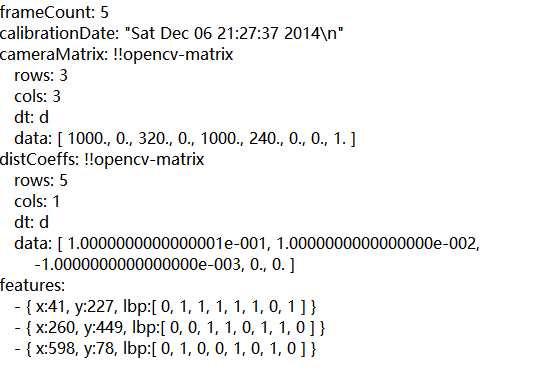 frameCount: 5
calibrationDate: "Sat Dec 06 21:27:37 2014\n"
cameraMatrix: !!opencv-matrix
rows: 3
cols: 3
dt: d
data: [ 1000., 0., 320., 0., 1000., 240., 0., 0., 1. ]
distCoeffs: !!opencv-matrix
rows: 5
cols: 1
dt: d
data: [ 1.0000000000000001e-001, 1.0000000000000000e-002,
-1.0000000000000000e-003, 0., 0. ]
features:
- { x:41, y:227, lbp:[ 0, 1, 1, 1, 1, 1, 0, 1 ] }
- { x:260, y:449, lbp:[ 0, 0, 1, 1, 0, 1, 1, 0 ] }
- { x:598, y:78, lbp:[ 0, 1, 0, 0, 1, 0, 1, 0 ] }